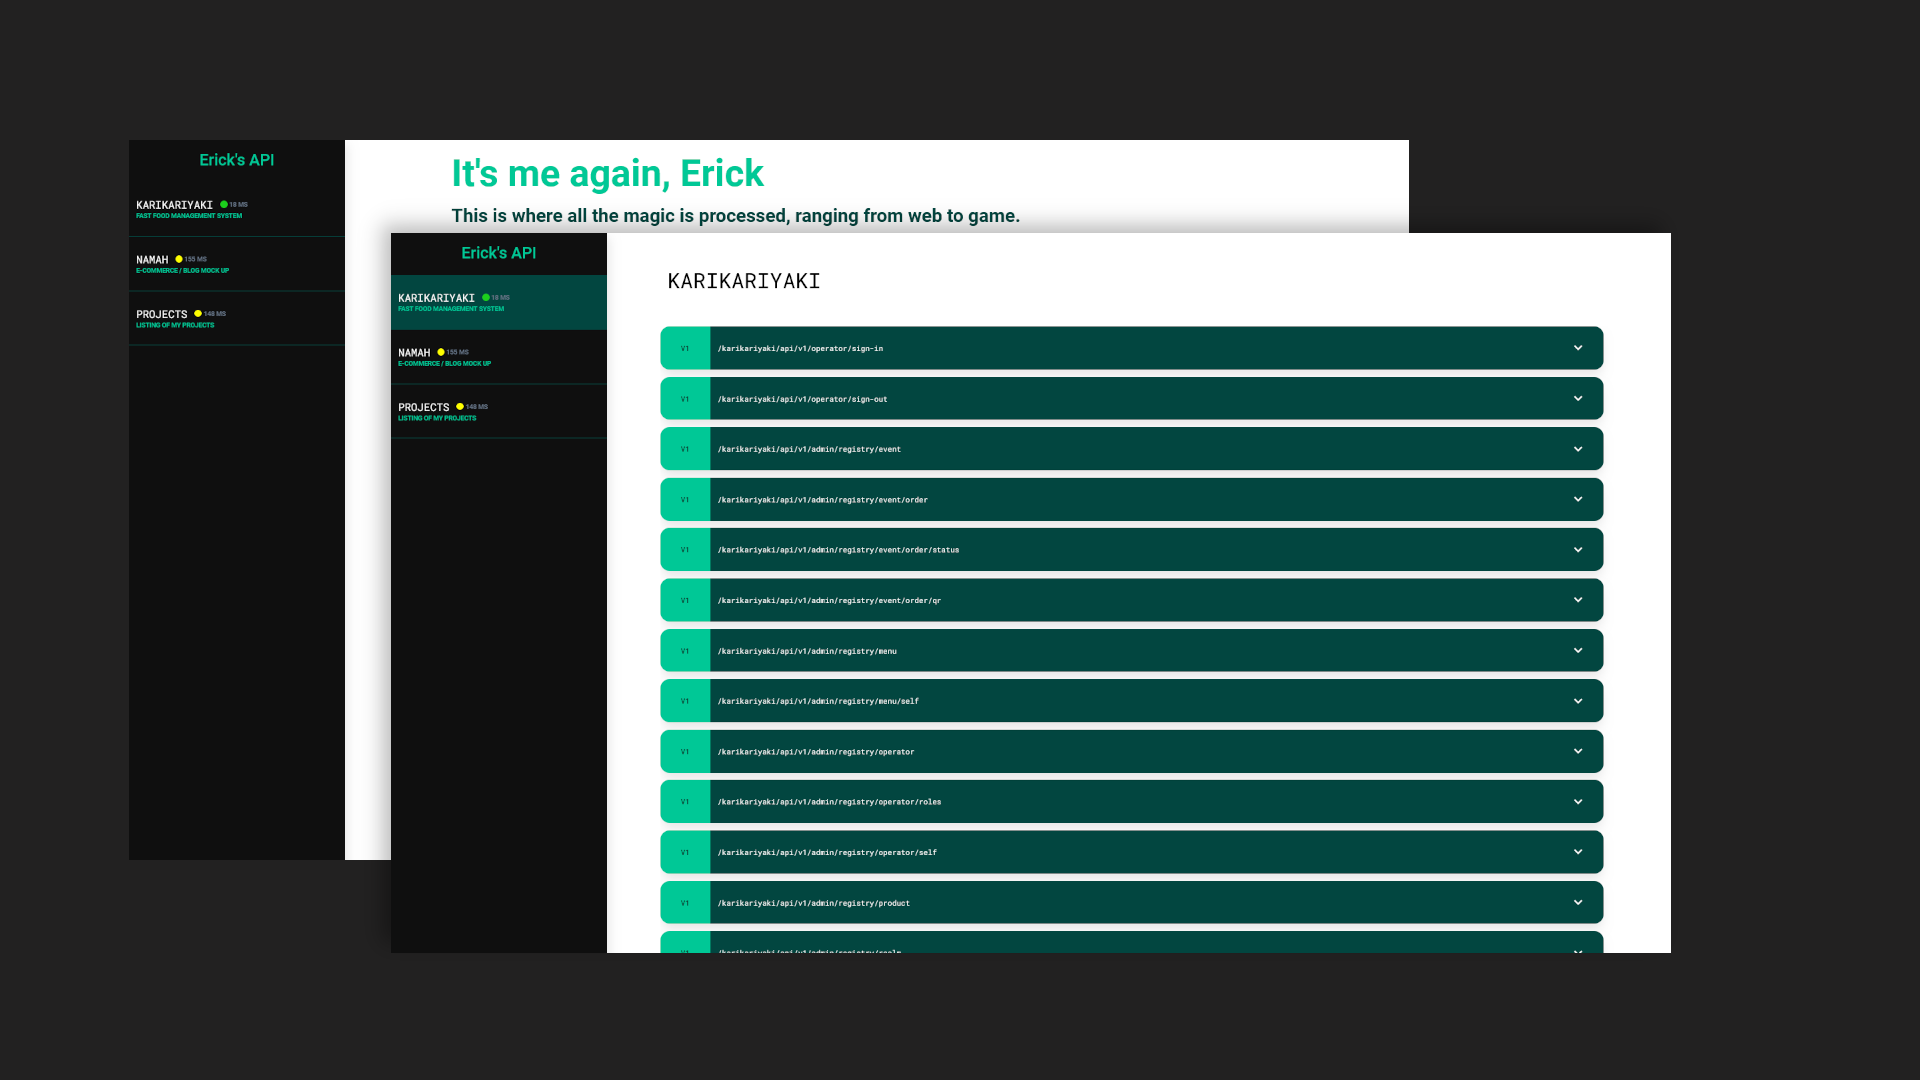 Erick's API
KARIKARIYAKI 18 MS
FAST FOOD MANAGEMENT SYSTEM
NAMAH 155 MS
E-COMMERCE / BLOG MOCK UP
PROJECTS 148 MS
LISTING OF MY PROJECTS
It's me again, Erick
This is where all the magic is processed, ranging from web to game.
Erick's API
KARIKARIYAKI 18 MS
FAST FOOD MANAGEMENT SYSTEM
NAMAH 155 MS
E-COMMERCE / BLOG MOCK UP
PROJECTS 148 MS
LISTING OF MY PROJECTS
KARIKARIYAKI
V1 /karikariyaki/api/v1/operator/sign-in
V1 /karikariyaki/api/v1/operator/sign-out
V1 /karikariyaki/api/v1/admin/registry/event
V1 /karikariyaki/api/v1/admin/registry/event/order
V1 /karikariyaki/api/v1/admin/registry/event/order/status
V1 /karikariyaki/api/v1/admin/registry/event/order/qr
V1 /karikariyaki/api/v1/admin/registry/menu
V1 /karikariyaki/api/v1/admin/registry/menu/self
V1 /karikariyaki/api/v1/admin/registry/operator
V1 /karikariyaki/api/v1/admin/registry/operator/roles
V1 /karikariyaki/api/v1/admin/registry/operator/self
V1 /karikariyaki/api/v1/admin/registry/product
V1 /karikariyaki/api/v1/admin/registry/realm